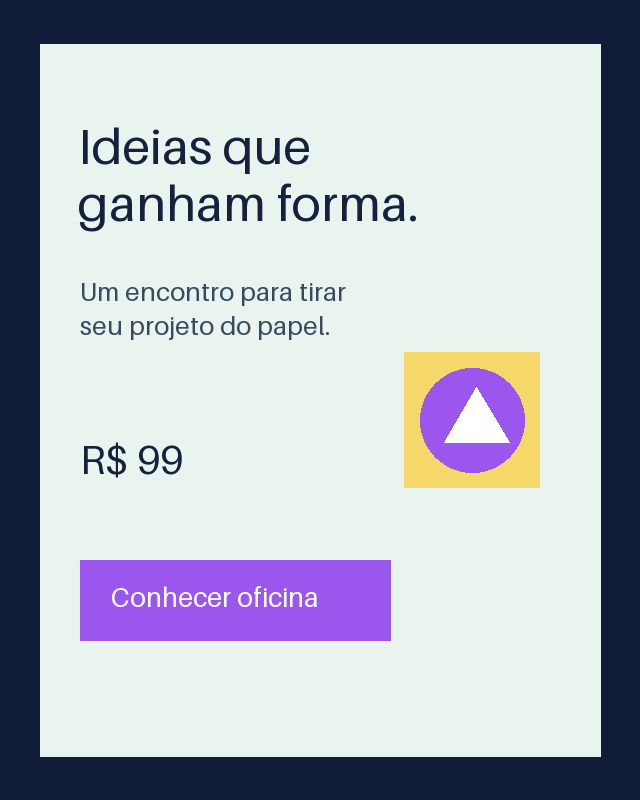 Ideias que
ganham forma.
Um encontro para tirar
seu projeto do papel.
R$ 99
Conhecer oficina